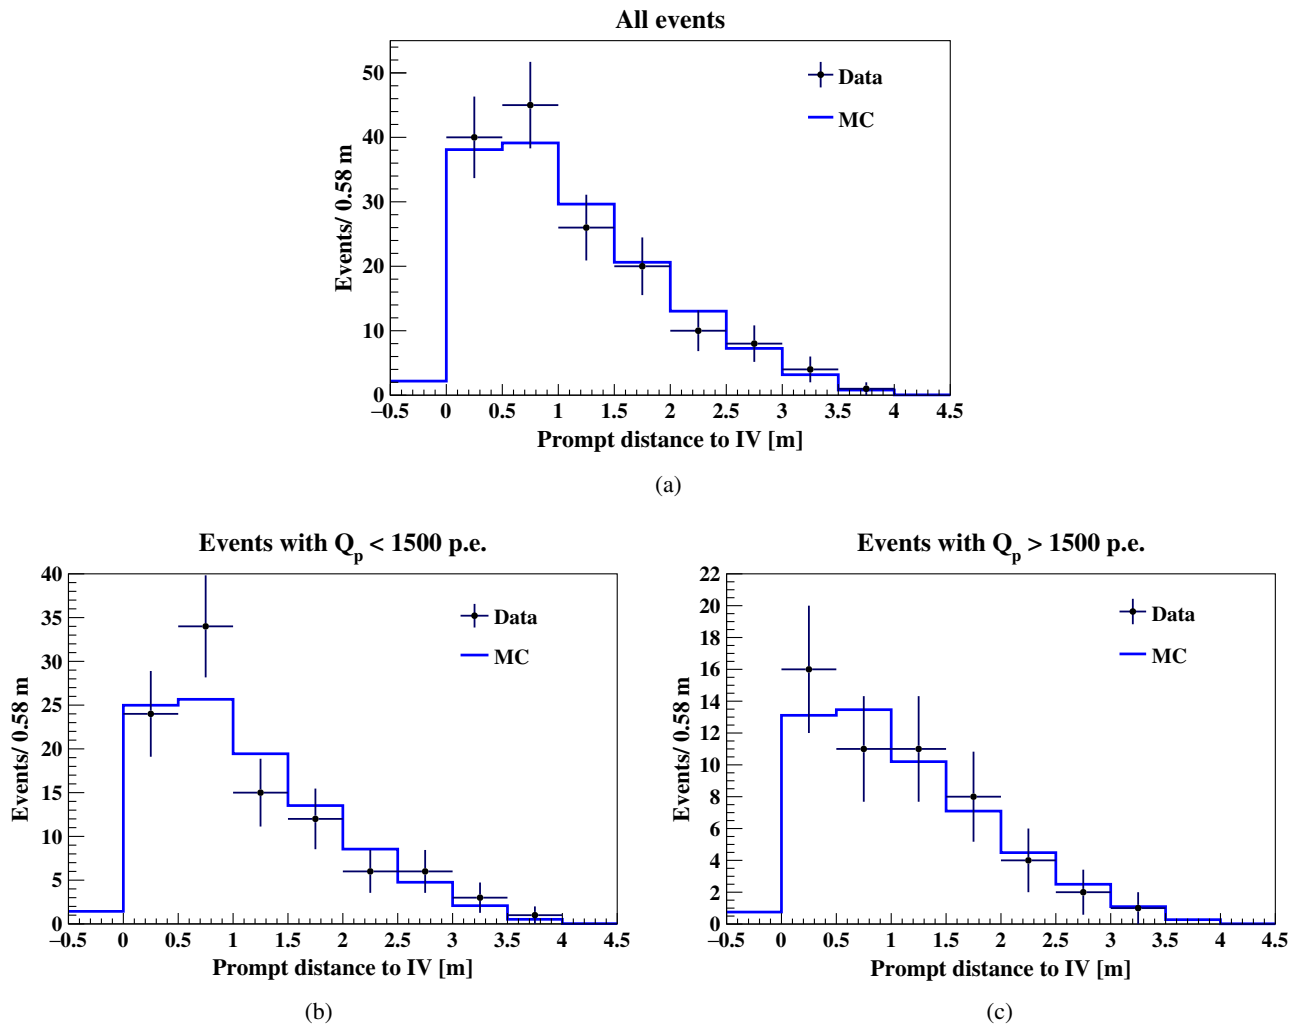 All events
Events/ 0.58 m
50
40
30
20
10
0
Data
MC
−0.5 0 0.5 1 1.5 2 2.5 3 3.5 4 4.5
Prompt distance to IV [m]
(a)
Events with Qp < 1500 p.e.
Events/ 0.58 m
40
35
30
25
20
15
10
5
0
Data
MC
−0.5 0 0.5 1 1.5 2 2.5 3 3.5 4 4.5
Prompt distance to IV [m]
(b)
Events with Qp > 1500 p.e.
Events/ 0.58 m
22
20
18
16
14
12
10
8
6
4
2
0
Data
MC
−0.5 0 0.5 1 1.5 2 2.5 3 3.5 4 4.5
Prompt distance to IV [m]
(c)